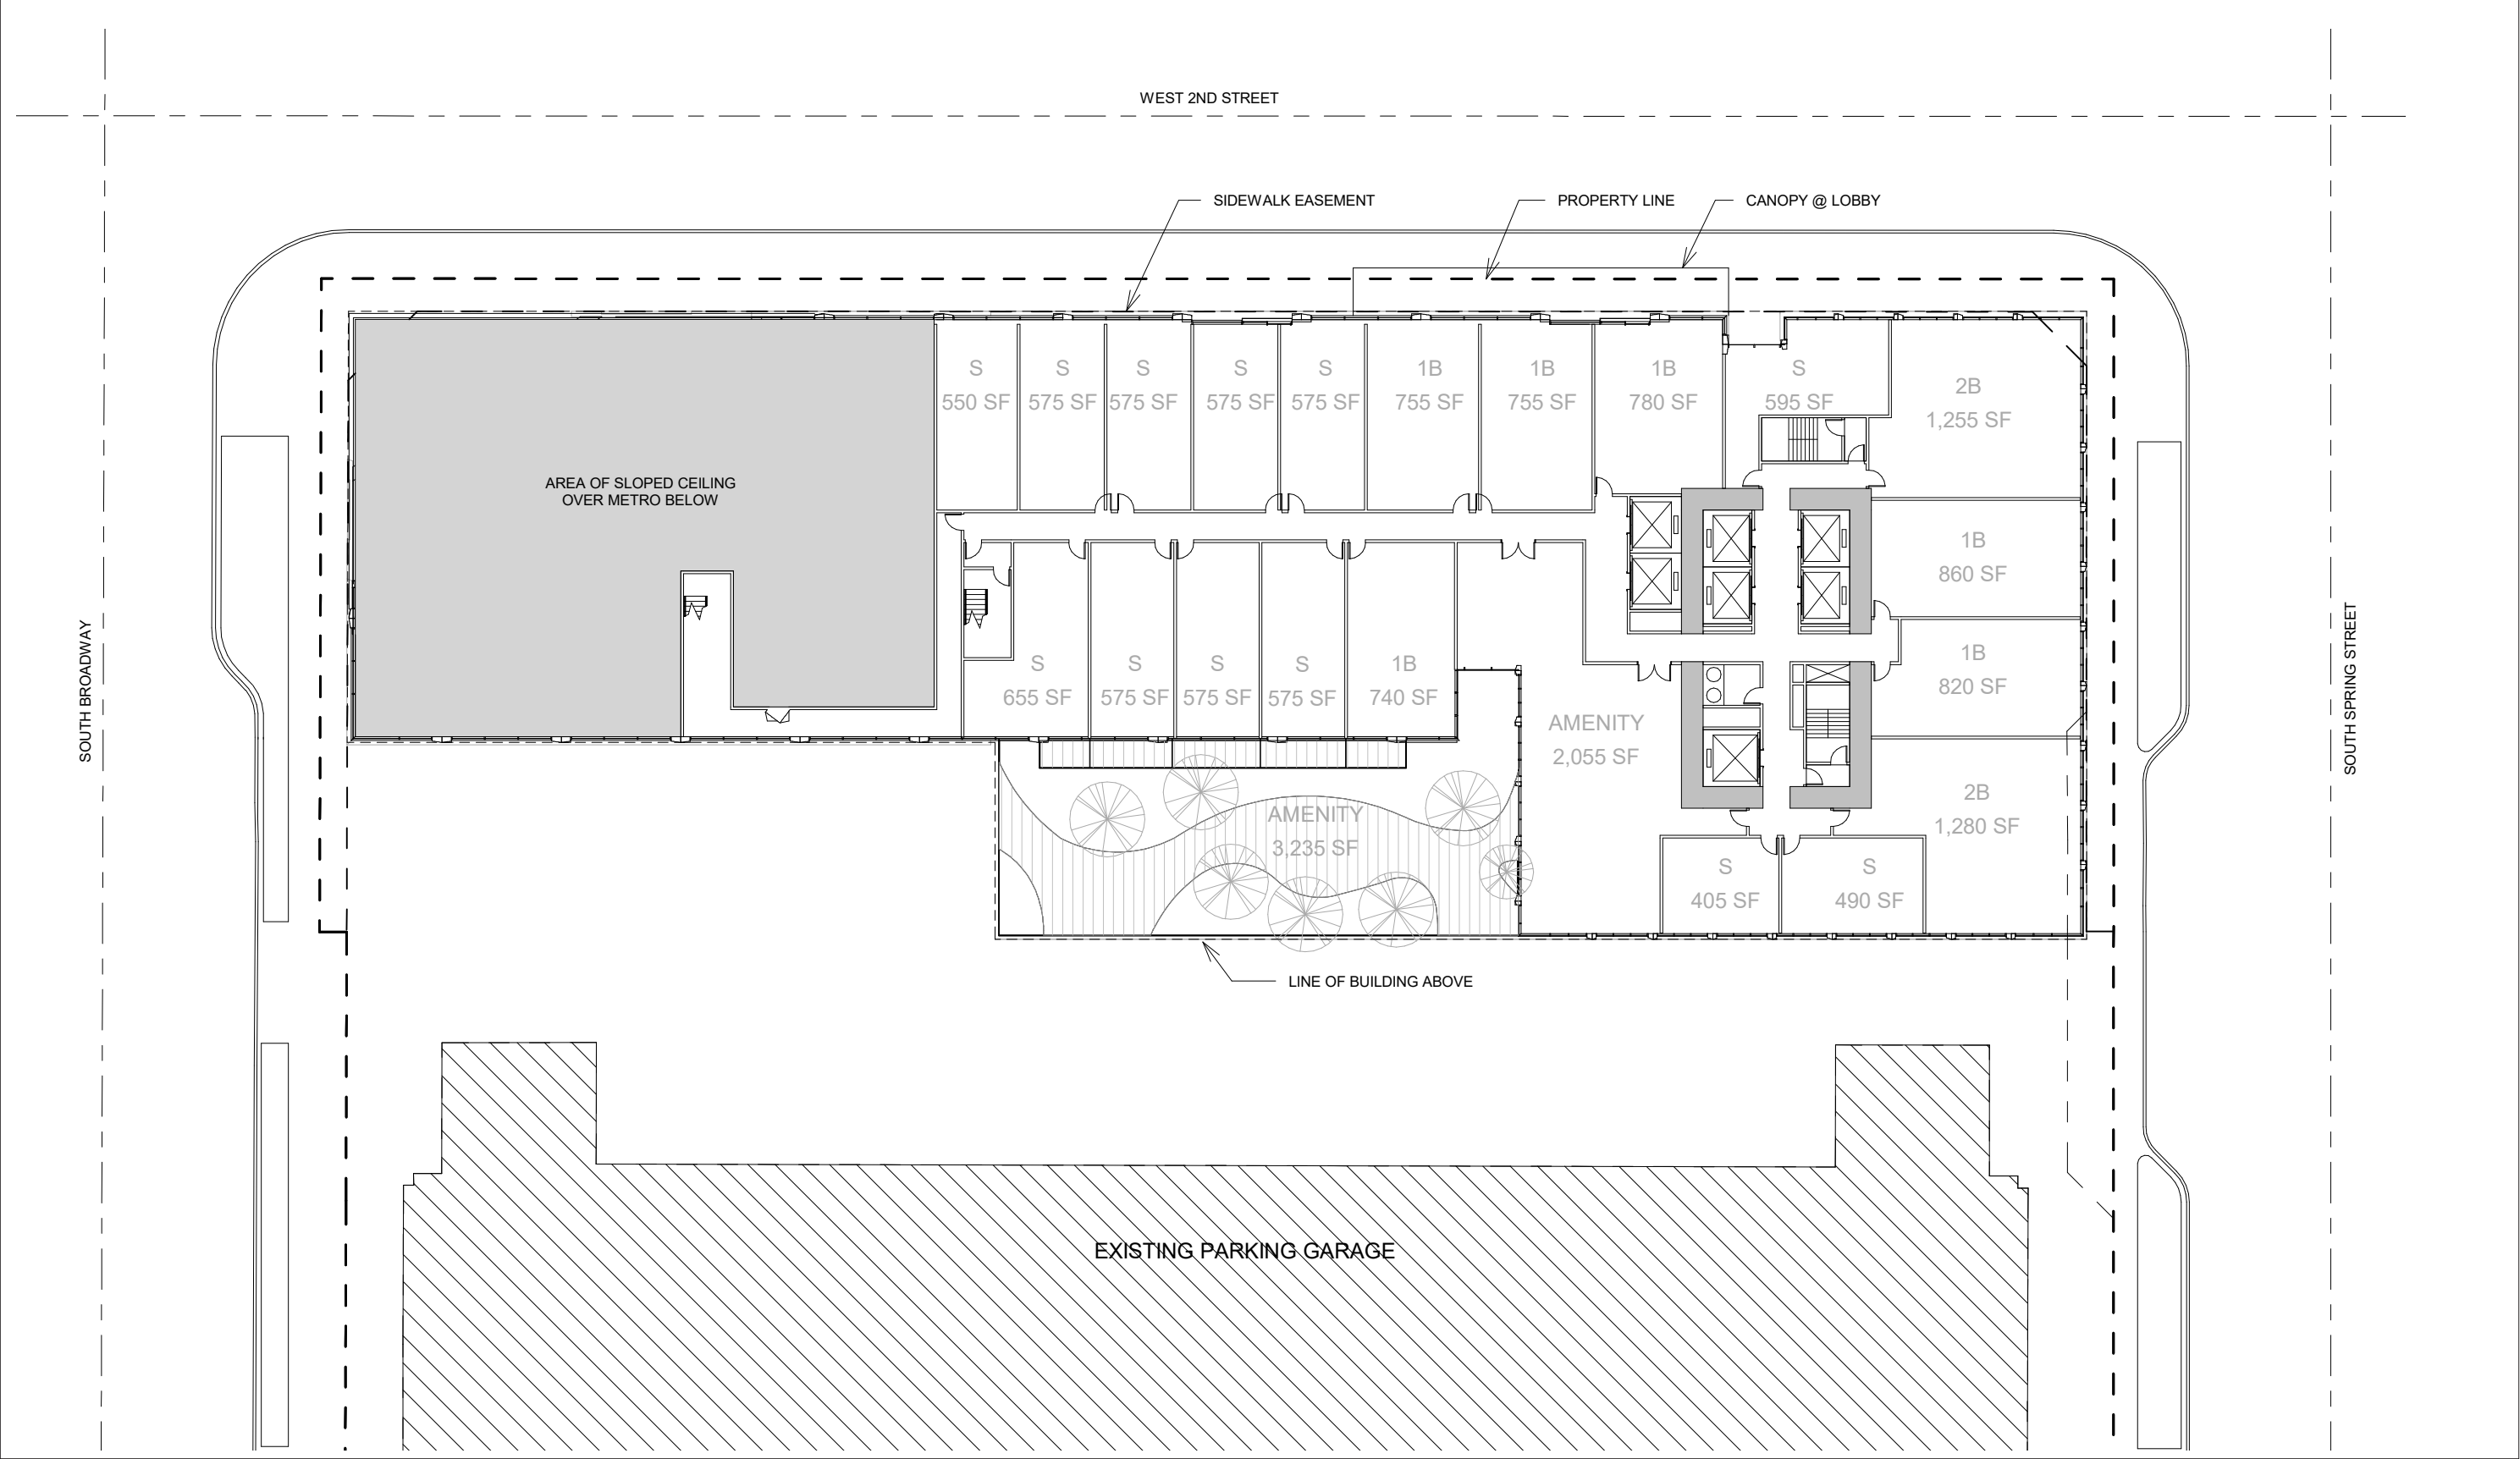 WEST 2ND STREET
SIDEWALK EASEMENT
PROPERTY LINE
CANOPY @ LOBBY
S
550 SF
S
575 SF
S
575 SF
S
575 SF
S
575 SF
1B
755 SF
1B
755 SF
1B
780 SF
S
595 SF
2B
1,255 SF
AREA OF SLOPED CEILING
OVER METRO BELOW
1B
860 SF
1B
820 SF
SOUTH BROADWAY
SOUTH SPRING STREET
S
655 SF
S
575 SF
S
575 SF
S
575 SF
1B
740 SF
AMENITY
2,055 SF
AMENITY
3,235 SF
2B
1,280 SF
S
405 SF
S
490 SF
LINE OF BUILDING ABOVE
EXISTING PARKING GARAGE